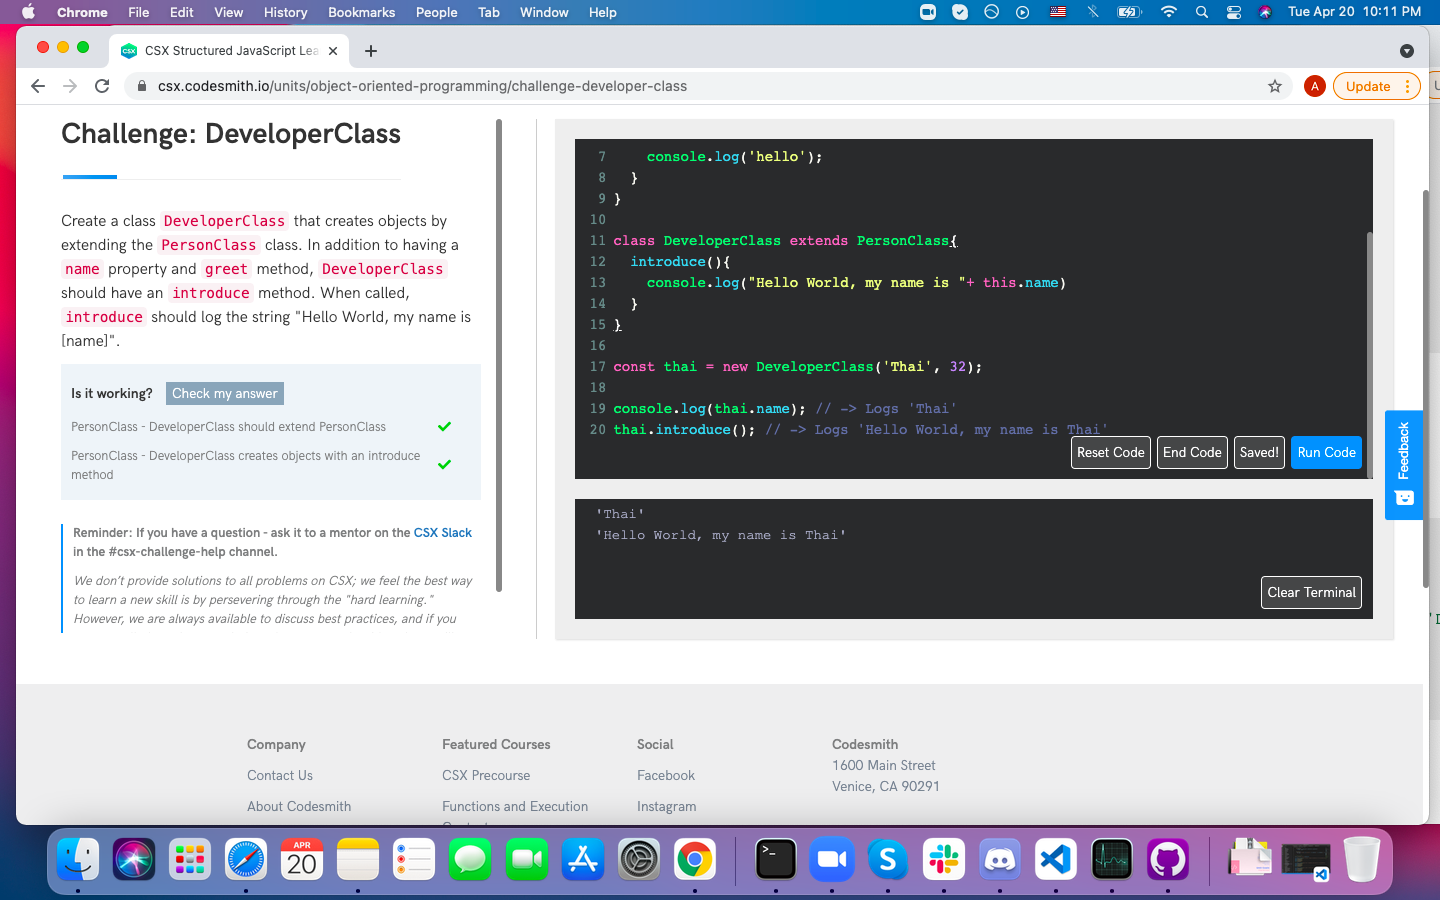 Chrome File Edit View History Bookmarks People Tab Window Help Tue Apr 20 10:11 PM
CSX CSX Structured JavaScript Lea
csx.codesmith.io/units/object-oriented-programming/challenge-developer-class A Update
Challenge: DeveloperClass
Create a class DeveloperClass that creates objects by
extending the PersonClass class. In addition to having a
name property and greet method, DeveloperClass
should have an introduce method. When called,
introduce should log the string "Hello World, my name is
[name]".
Is it working? Check my answer
PersonClass - DeveloperClass should extend PersonClass
PersonClass - DeveloperClass creates objects with an introduce
method
Reminder: If you have a question - ask it to a mentor on the CSX Slack
in the #csx-challenge-help channel.
We don't provide solutions to all problems on CSX; we feel the best way
to learn a new skill is by persevering through the "hard learning."
However, we are always available to discuss best practices, and if you
7 console.log('hello');
8 }
9 }
10
11 class DeveloperClass extends PersonClass{
12 introduce(){
13 console.log("Hello World, my name is "+ this.name)
14 }
15 }
16
17 const thai = new DeveloperClass('Thai', 32);
18
19 console.log(thai.name); // -> Logs 'Thai'
20 thai.introduce(); // -> Logs 'Hello World, my name is Thai'
Reset Code End Code Saved! Run Code
'Thai'
'Hello World, my name is Thai'
Clear Terminal
Feedback
Company
Contact Us
About Codesmith
Featured Courses
CSX Precourse
Functions and Execution
Social
Facebook
Instagram
Codesmith
1600 Main Street
Venice, CA 90291
APR
20